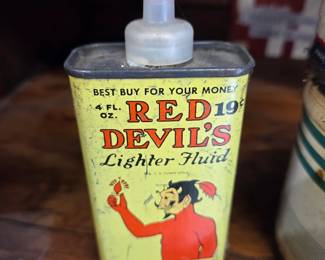 BEST BUY FOR YOUR MONEY
4 FL. OZ. RED 19¢
DEVIL'S
Lighter Fluid